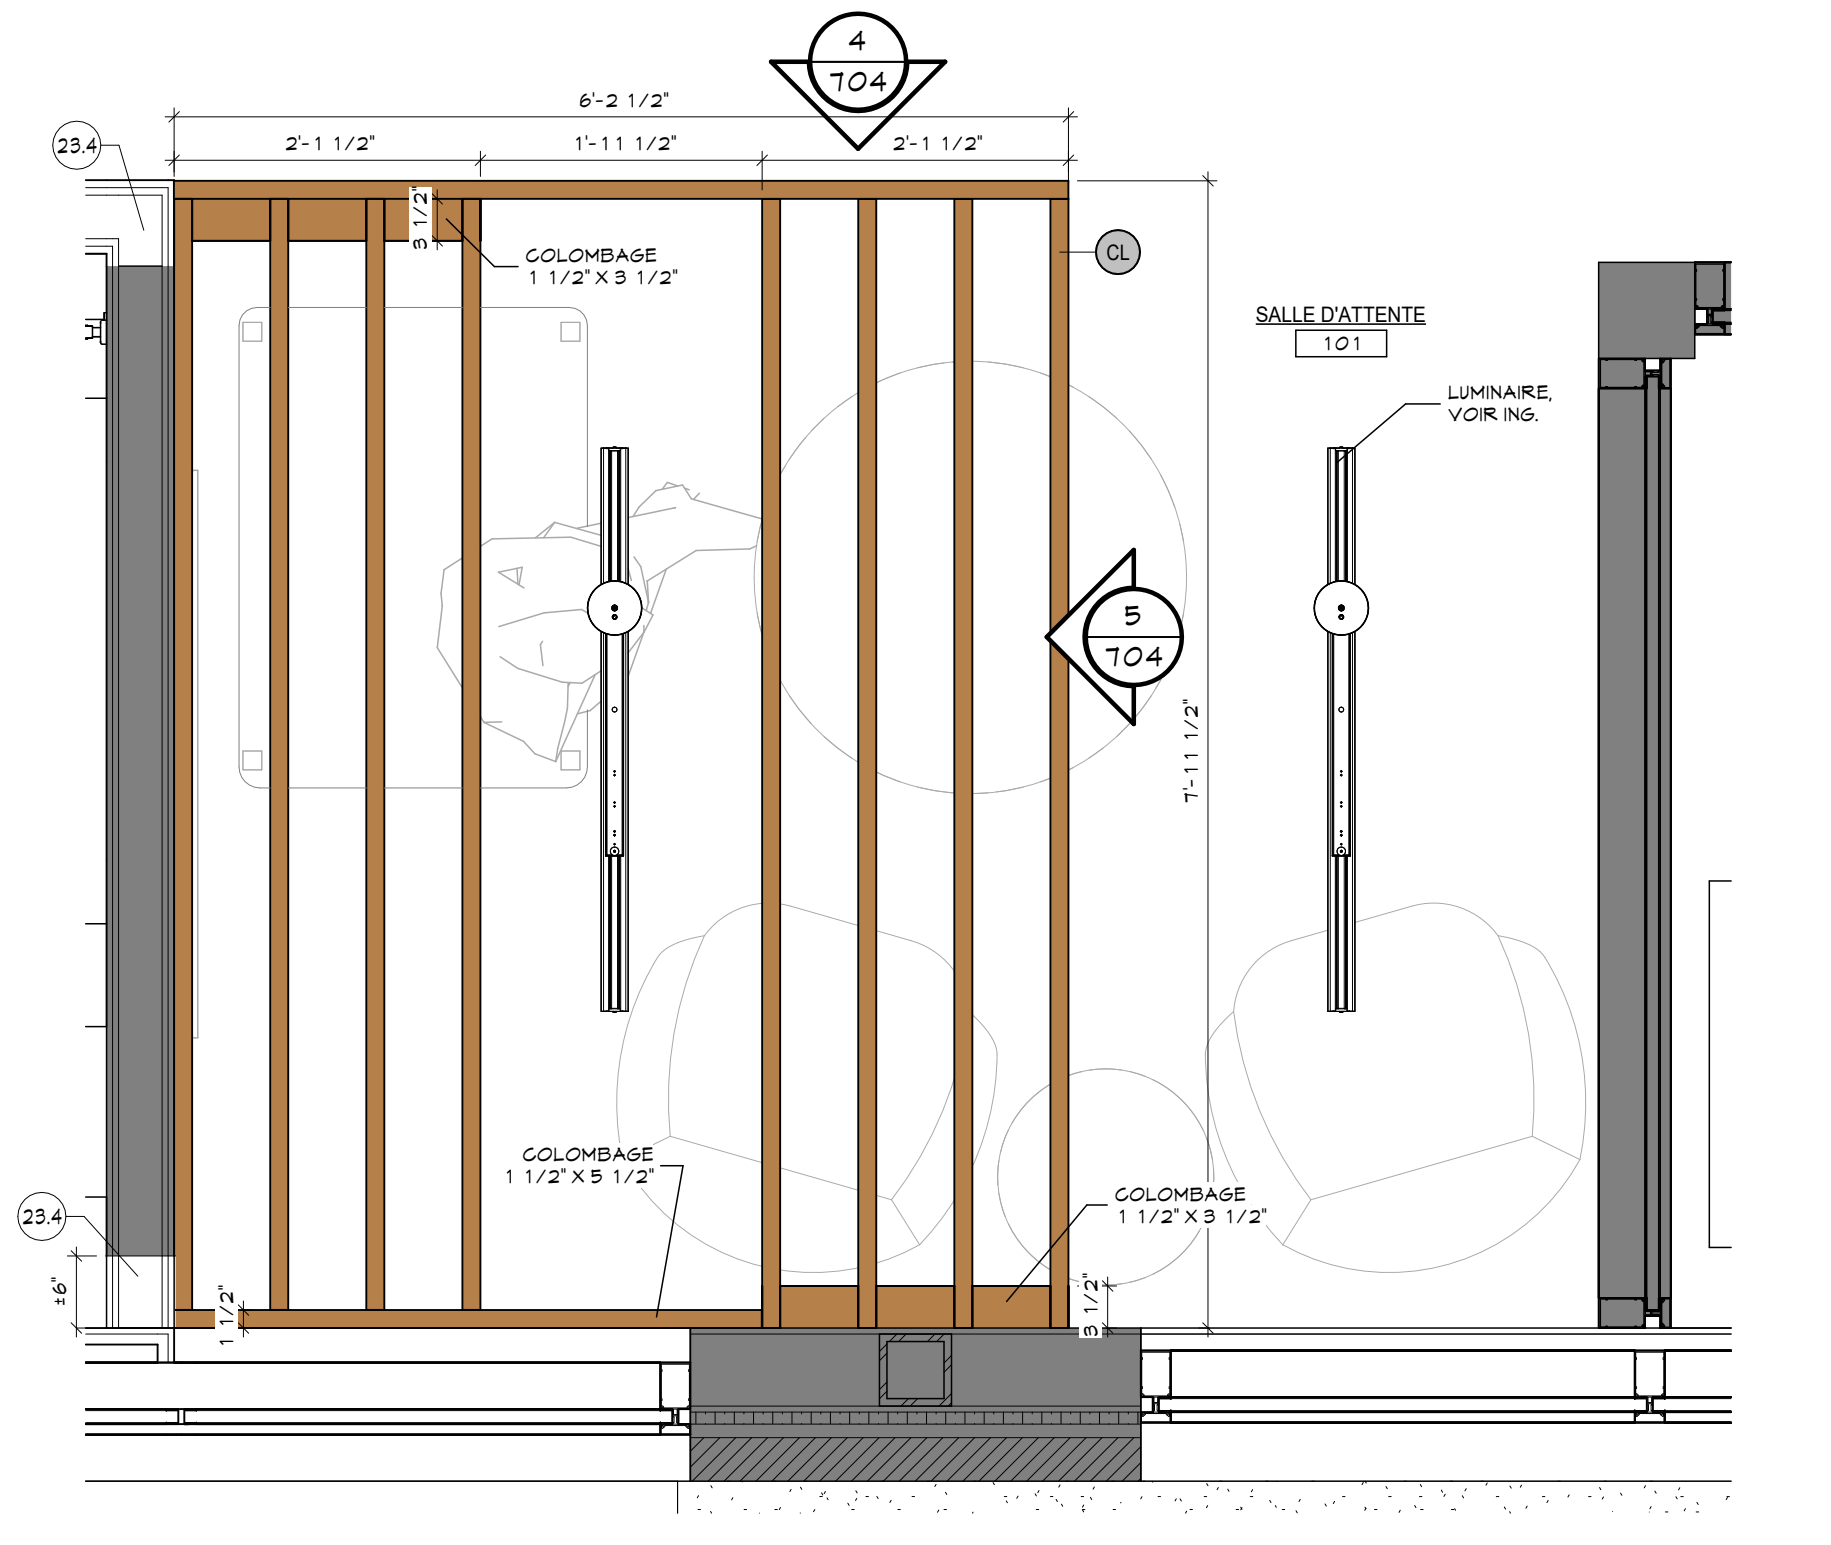 4
704
6'-2 1/2"
2'-1 1/2"
1'-11 1/2"
2'-1 1/2"
23.4
3 1/2"
COLOMBAGE
1 1/2" X 3 1/2"
CL
SALLE D'ATTENTE
101
LUMINAIRE,
VOIR ING.
5
704
7'-11 1/2"
COLOMBAGE
1 1/2" X 5 1/2"
COLOMBAGE
1 1/2" X 3 1/2"
23.4
±6"
1 1/2"
3 1/2"